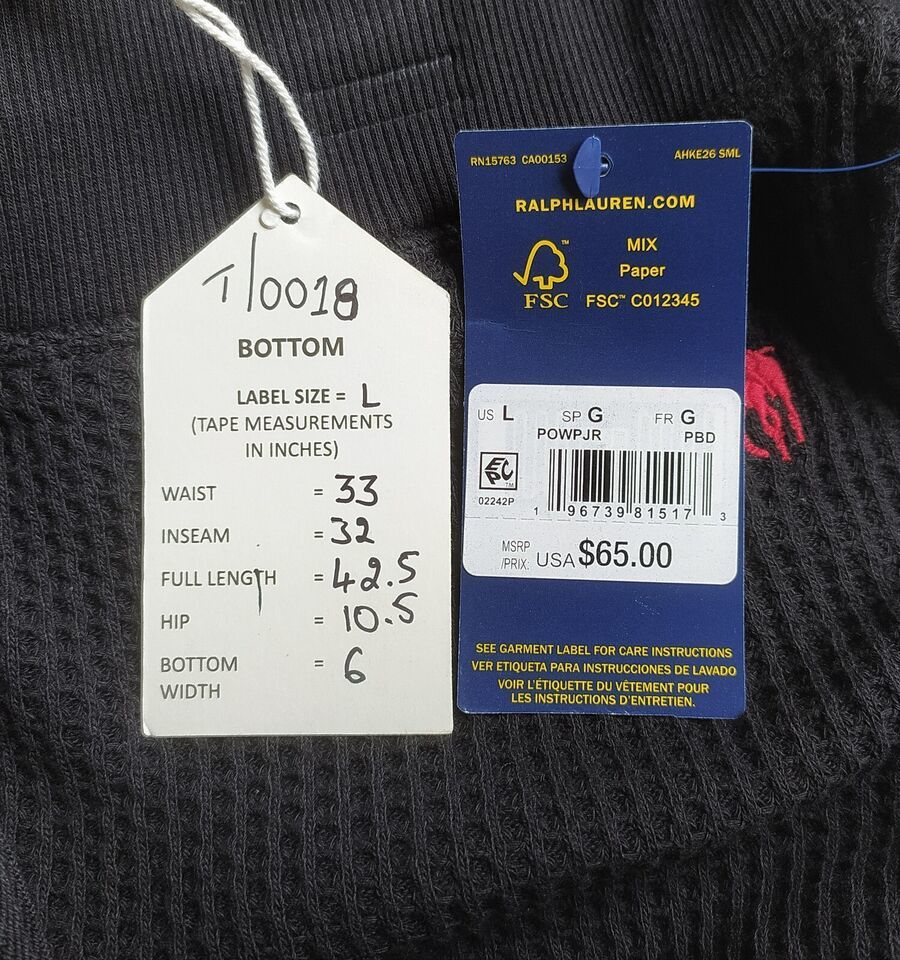 T/0018
BOTTOM
LABEL SIZE = L
(TAPE MEASUREMENTS
IN INCHES)
WAIST = 33
INSEAM = 32
FULL LENGTH = 42.5
HIP = 10.5
BOTTOM = 6
WIDTH
RN15763 CA00153 AHKE26 SML
RALPHLAUREN.COM
MIX
Paper
FSC™ C012345
FSC
US L SP G FR G
POWPJR PBD
EPC
02242P
1 96739 81517 3
MSRP
/PRIX: USA $65.00
SEE GARMENT LABEL FOR CARE INSTRUCTIONS
VER ETIQUETA PARA INSTRUCCIONES DE LAVADO
VOIR L'ÉTIQUETTE DU VÊTEMENT POUR
LES INSTRUCTIONS D'ENTRETIEN.